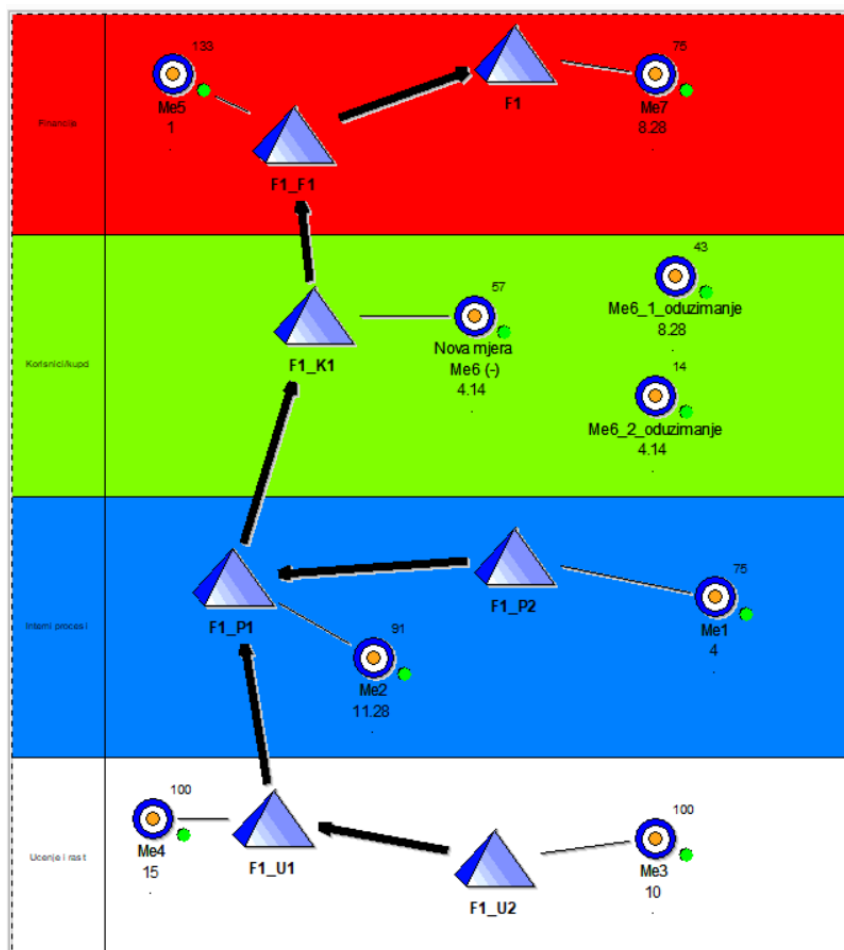 Financija
133
Me5
1
.
F1_F1
F1
75
Me7
8.28
.
Korisnici/kupci
F1_K1
57
Nova mjera
Me6 (-)
4.14
.
43
Me6_1_oduzimanje
8.28
.
14
Me6_2_oduzimanje
4.14
.
Interni procesi
F1_P1
91
Me2
11.28
.
F1_P2
75
Me1
4
.
Ucenje i rast
100
Me4
15
.
F1_U1
F1_U2
100
Me3
10
.